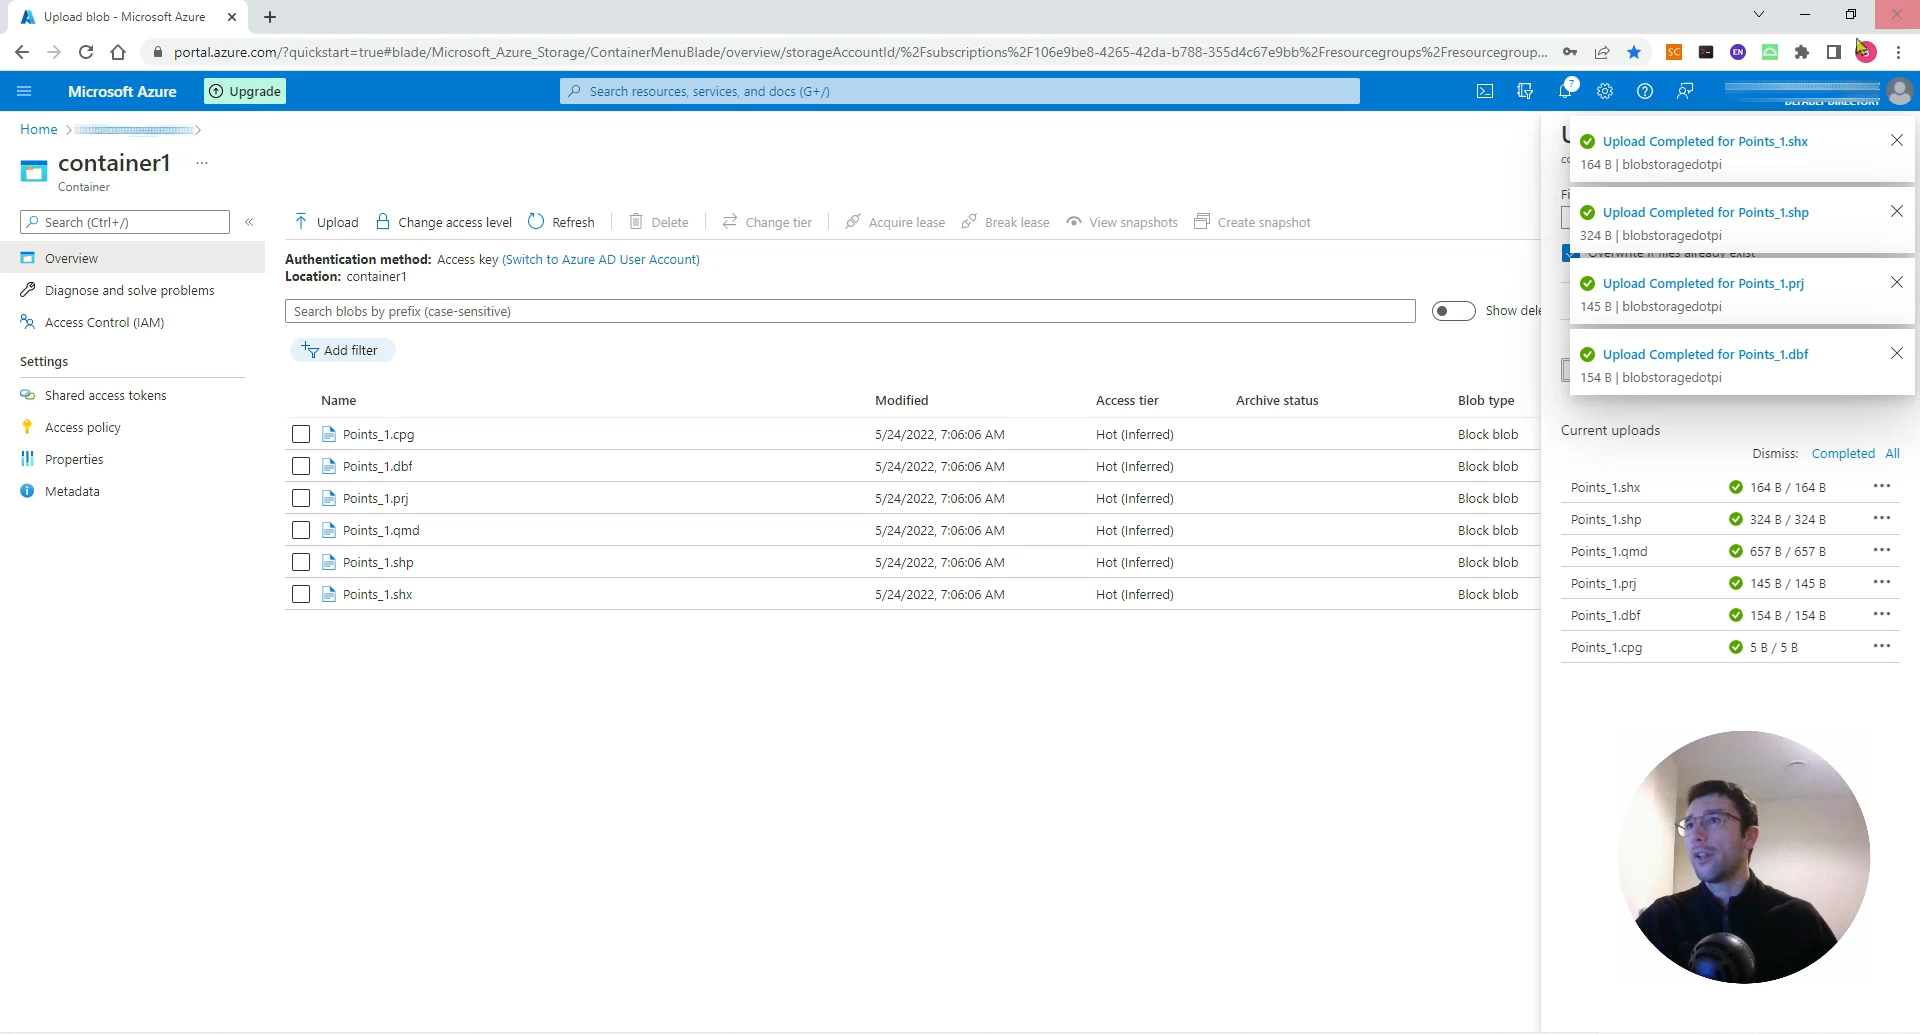 Upload blob - Microsoft Azure
portal.azure.com/?quickstart=true#blade/Microsoft_Azure_Storage/ContainerMenuBlade/overview/storageAccountId/%2Fsubscriptions%2F106e9be8-4265-42da-b788-355d4c67e9bb%2Fresourcegroups%2Fresourcegroup...
SC
EN
Microsoft Azure
Upgrade
Search resources, services, and docs (G+/)
7
DEFAULT DIRECTORY
Home
container1
Container
Search (Ctrl+/)
Overview
Diagnose and solve problems
Access Control (IAM)
Settings
Shared access tokens
Access policy
Properties
Metadata
Upload
Change access level
Refresh
Delete
Change tier
Acquire lease
Break lease
View snapshots
Create snapshot
Authentication method: Access key (Switch to Azure AD User Account)
Location: container1
Search blobs by prefix (case-sensitive)
Show dele
Add filter
Name Modified Access tier Archive status Blob type
Points_1.cpg 5/24/2022, 7:06:06 AM Hot (Inferred) Block blob
Points_1.dbf 5/24/2022, 7:06:06 AM Hot (Inferred) Block blob
Points_1.prj 5/24/2022, 7:06:06 AM Hot (Inferred) Block blob
Points_1.qmd 5/24/2022, 7:06:06 AM Hot (Inferred) Block blob
Points_1.shp 5/24/2022, 7:06:06 AM Hot (Inferred) Block blob
Points_1.shx 5/24/2022, 7:06:06 AM Hot (Inferred) Block blob
Upload Completed for Points_1.shx
164 B | blobstoragedotpi
Upload Completed for Points_1.shp
324 B | blobstoragedotpi
Overwrite if files already exist
Upload Completed for Points_1.prj
145 B | blobstoragedotpi
Upload Completed for Points_1.dbf
154 B | blobstoragedotpi
Current uploads
Dismiss: Completed All
Points_1.shx 164 B / 164 B
Points_1.shp 324 B / 324 B
Points_1.qmd 657 B / 657 B
Points_1.prj 145 B / 145 B
Points_1.dbf 154 B / 154 B
Points_1.cpg 5 B / 5 B